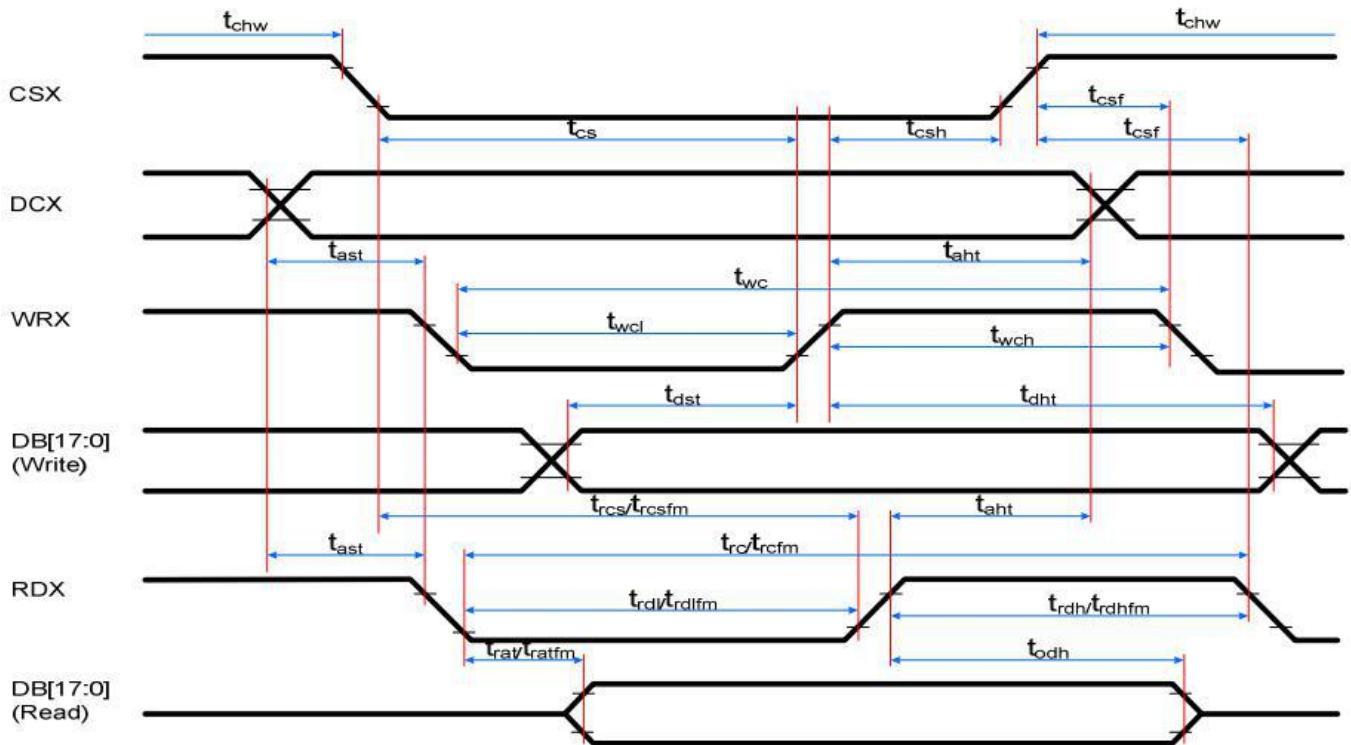 tchw tchw
CSX
tcsf
tcs tcsh tcsf
DCX
tast taht
twc
WRX
twcl twch
tdst tdht
DB[17:0]
(Write)
trcs/trcsfm taht
tast trc/trcfm
RDX
trdl/trdlfm trdh/trdhfm
trat/tratfm todh
DB[17:0]
(Read)